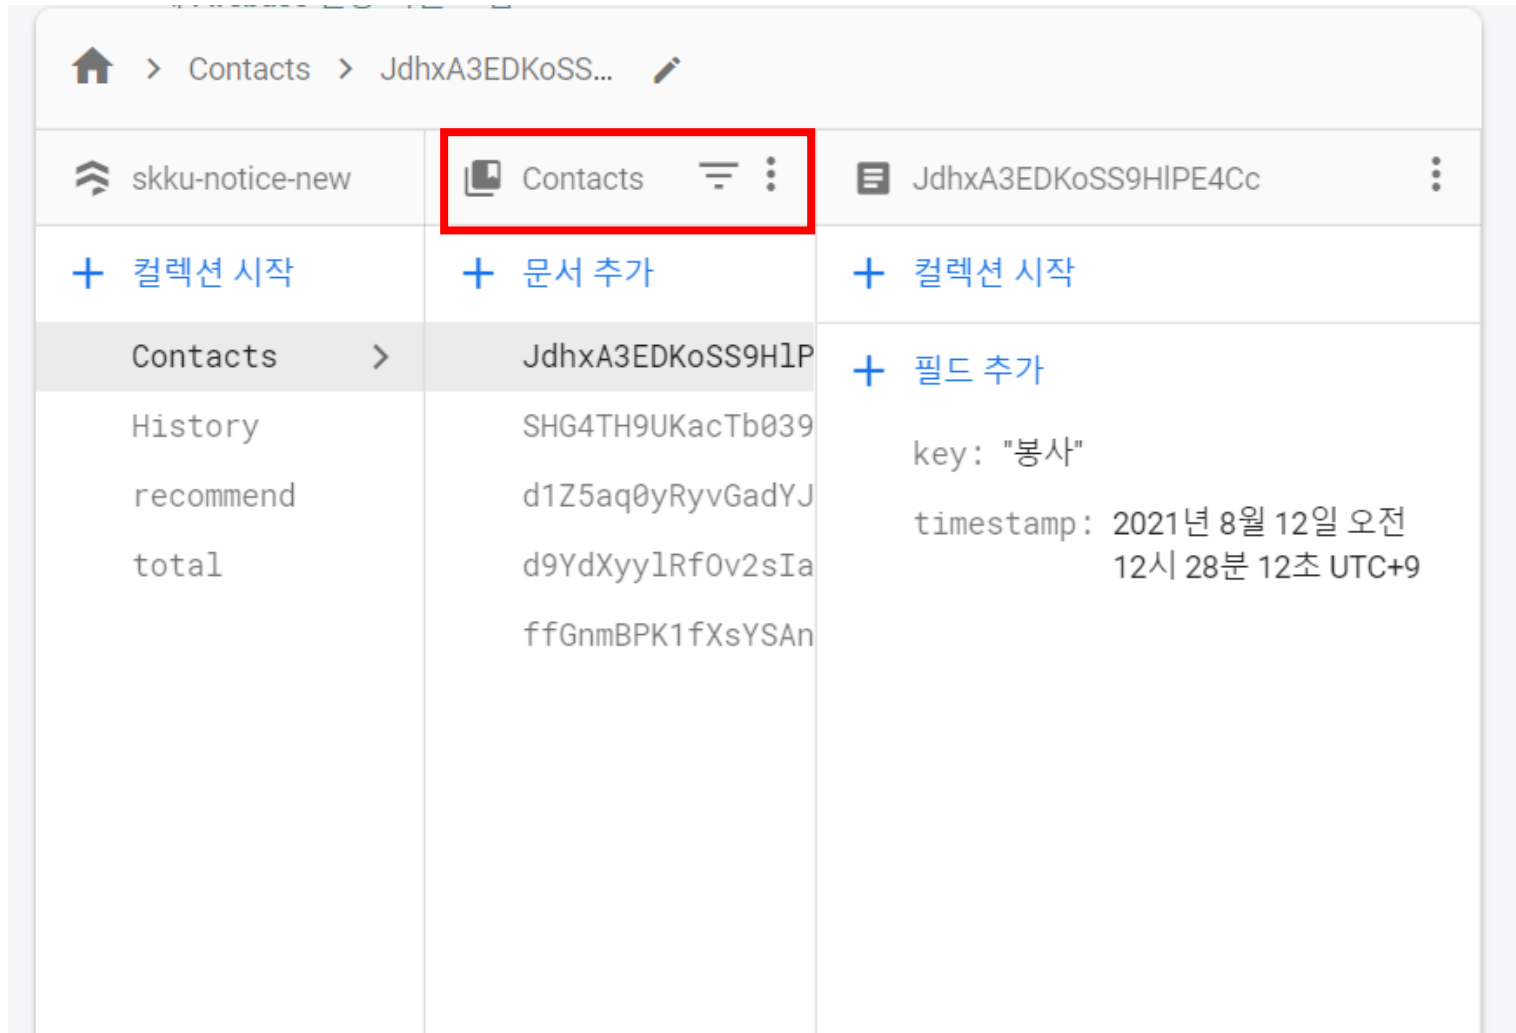 Contacts > JdhxA3EDKoSS...
skku-notice-new
Contacts
JdhxA3EDKoSS9HlPE4Cc
+ 컬렉션 시작
+ 문서 추가
+ 컬렉션 시작
Contacts >
JdhxA3EDKoSS9HlP
+ 필드 추가
History
SHG4TH9UKacTb039
key: "봉사"
recommend
d1Z5aq0yRyvGadYJ
timestamp: 2021년 8월 12일 오전
12시 28분 12초 UTC+9
total
d9YdXyylRfOv2sIa
ffGnmBPK1fXsYSAn